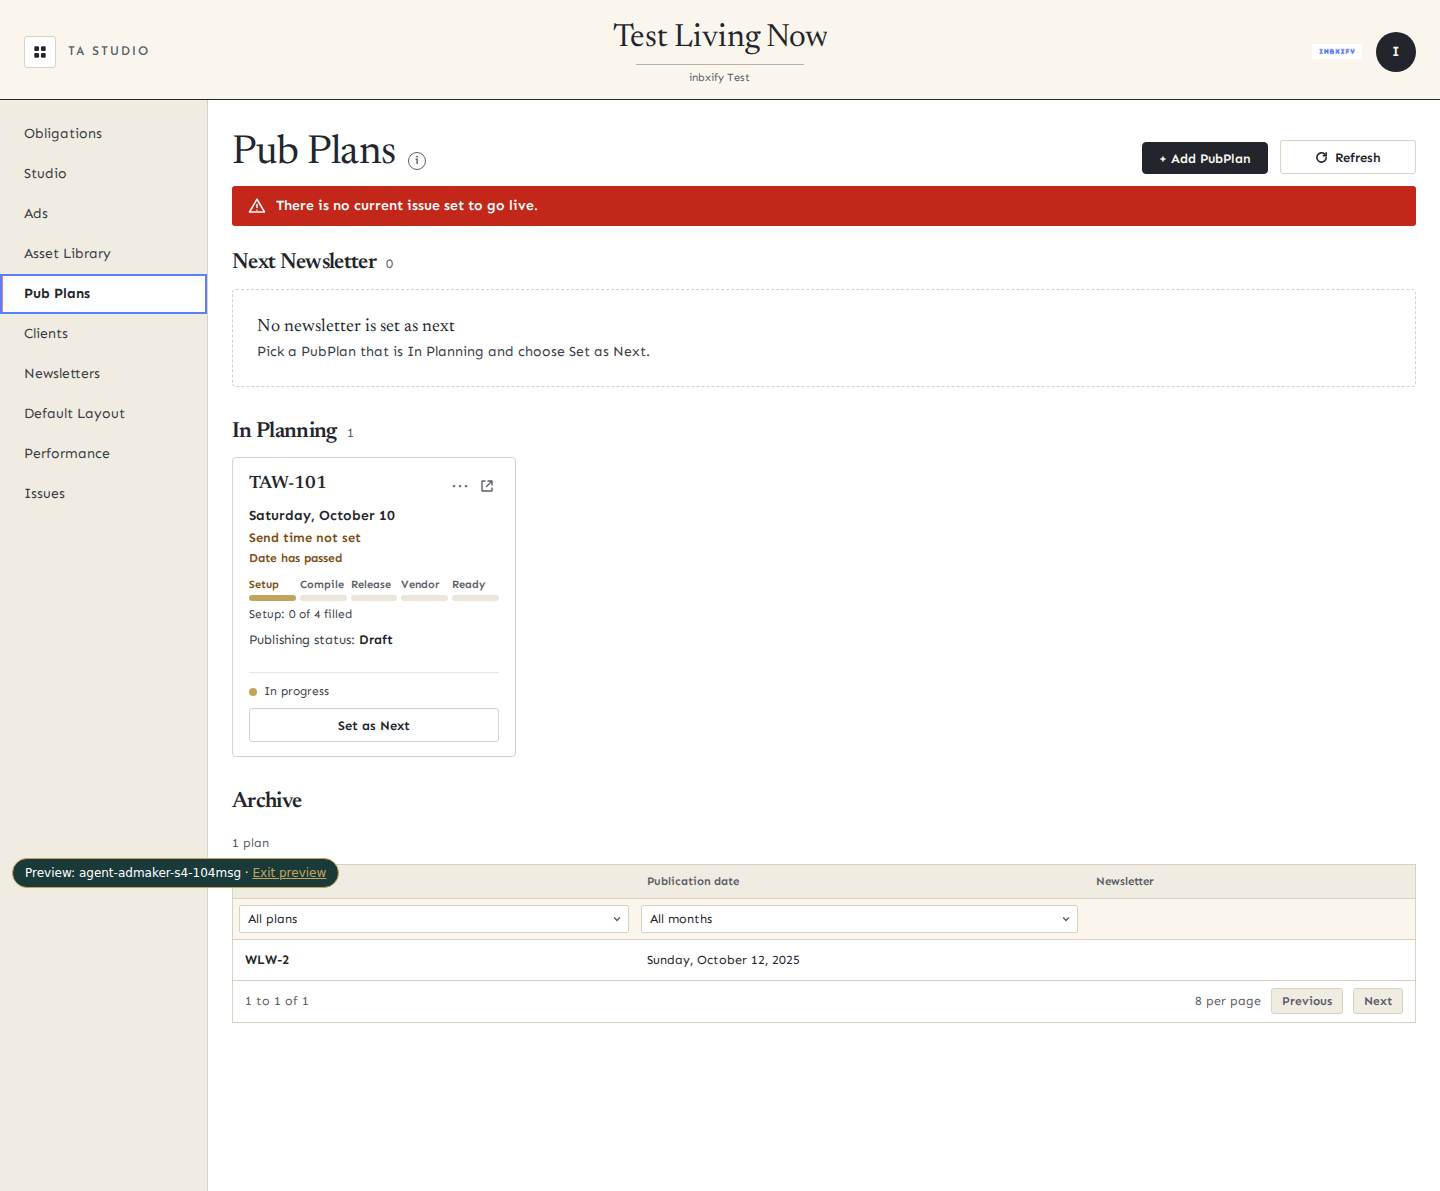 TA STUDIO
Test Living Now
inbxify Test
INBXIFY
I
Obligations
Studio
Ads
Asset Library
Pub Plans
Clients
Newsletters
Default Layout
Performance
Issues
Pub Plans
i
+ Add PubPlan
Refresh
There is no current issue set to go live.
Next Newsletter 0
No newsletter is set as next
Pick a PubPlan that is In Planning and choose Set as Next.
In Planning 1
TAW-101
Saturday, October 10
Send time not set
Date has passed
Setup Compile Release Vendor Ready
Setup: 0 of 4 filled
Publishing status: Draft
In progress
Set as Next
Archive
1 plan
Preview: agent-admaker-s4-104msg · Exit preview
Publication date Newsletter
All plans All months
WLW-2 Sunday, October 12, 2025
1 to 1 of 1 8 per page Previous Next